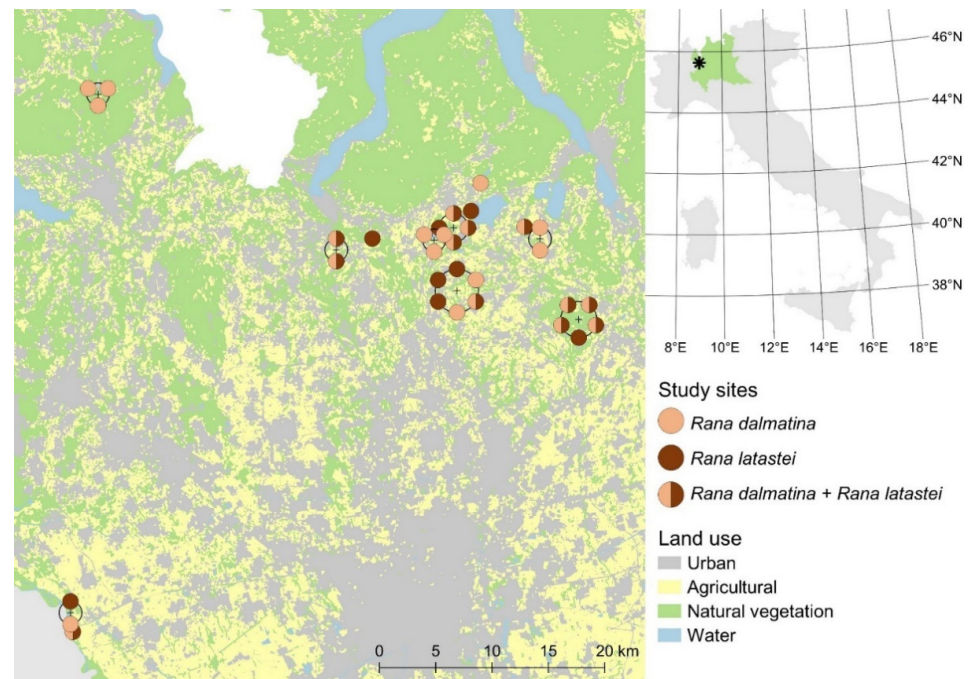 46°N
44°N
42°N
40°N
38°N
8°E 10°E 12°E 14°E 16°E 18°E
Study sites
Rana dalmatina
Rana latastei
Rana dalmatina + Rana latastei
Land use
Urban
Agricultural
Natural vegetation
Water
0 5 10 15 20 km